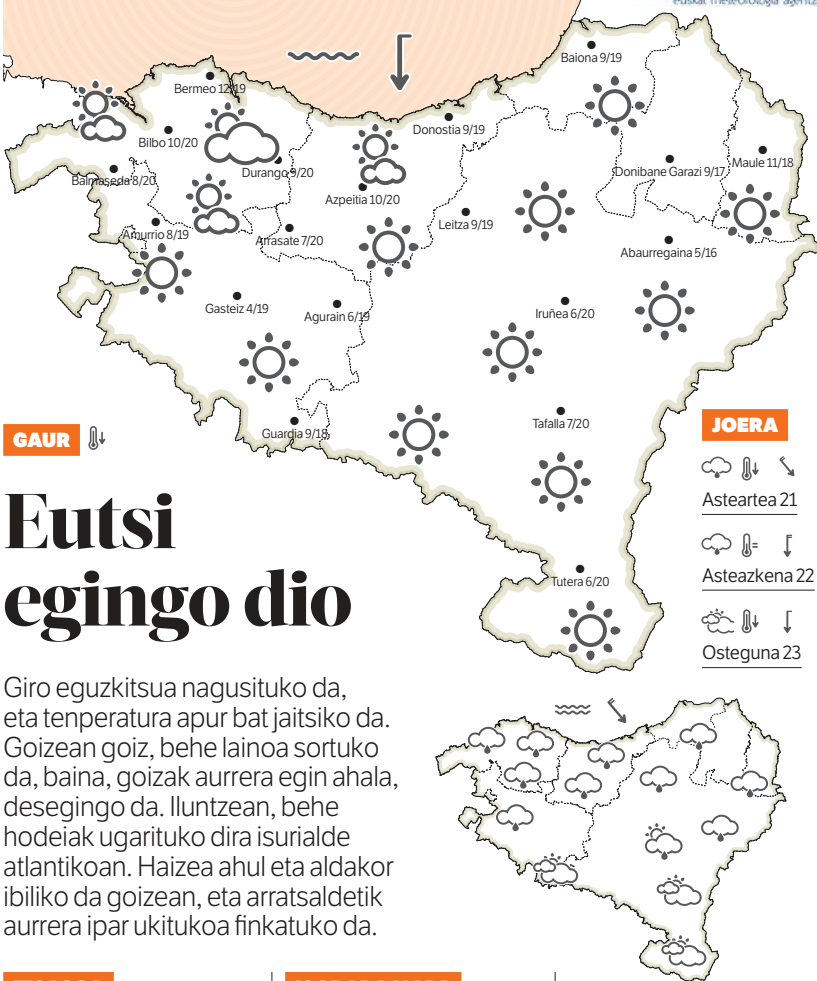 euskal meteorologia agentzia
Baiona 9/19
Bermeo 12/19
Donostia 9/19
Bilbo 10/20
Durango 9/20
Maule 11/18
Donibane Garazi 9/17
Balmaseda 8/20
Azpeitia 10/20
Leitza 9/19
Amurrio 8/19
Arrasate 7/20
Abaurregaina 5/16
Gasteiz 4/19
Agurain 6/19
Iruñea 6/20
Guardia 9/18
Tafalla 7/20
Tutera 6/20
GAUR
Eutsi
egingo dio
Giro eguzkitsua nagusituko da,
eta tenperatura apur bat jaitsiko da.
Goizean goiz, behe lainoa sortuko
da, baina, goizak aurrera egin ahala,
desegingo da. Iluntzean, behe
hodeiak ugarituko dira isurialde
atlantikoan. Haizea ahul eta aldakor
ibiliko da goizean, eta arratsaldetik
aurrera ipar ukitukoa finkatuko da.
JOERA
Asteartea 21
Asteazkena 22
Osteguna 23